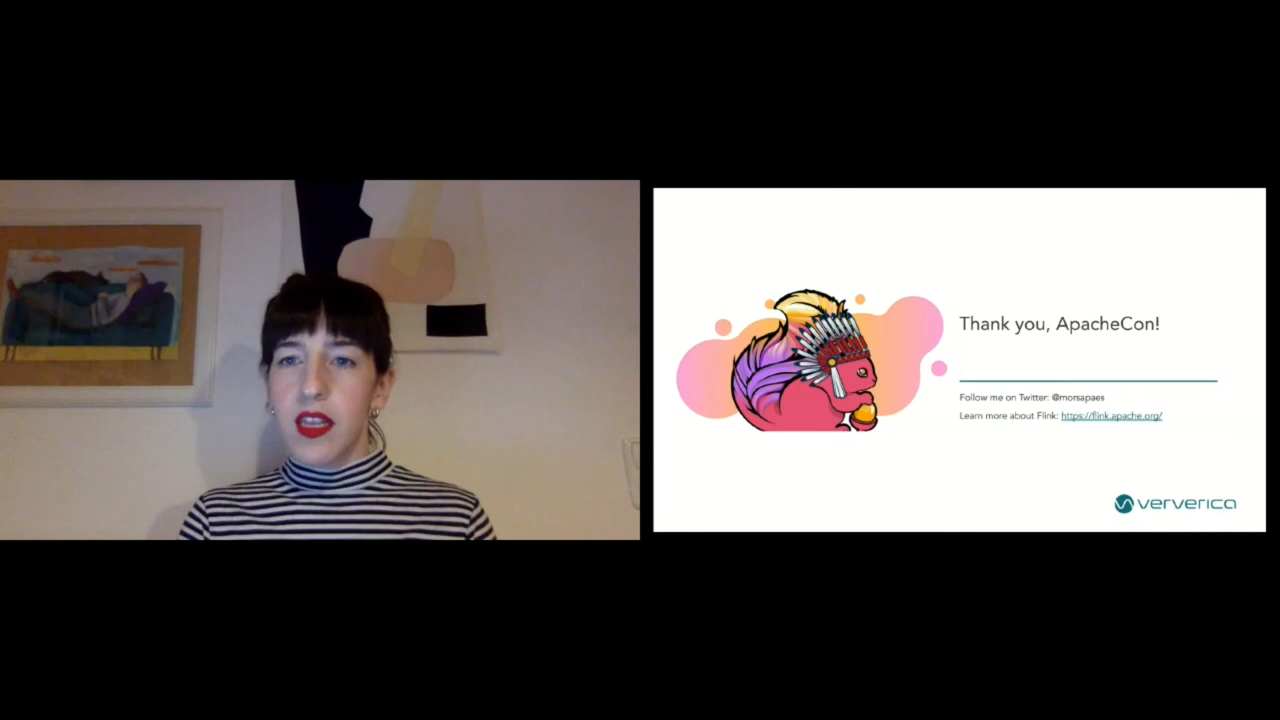 Thank you, ApacheCon!
Follow me on Twitter: @morsapaes
Learn more about Flink: https://flink.apache.org/
ververica